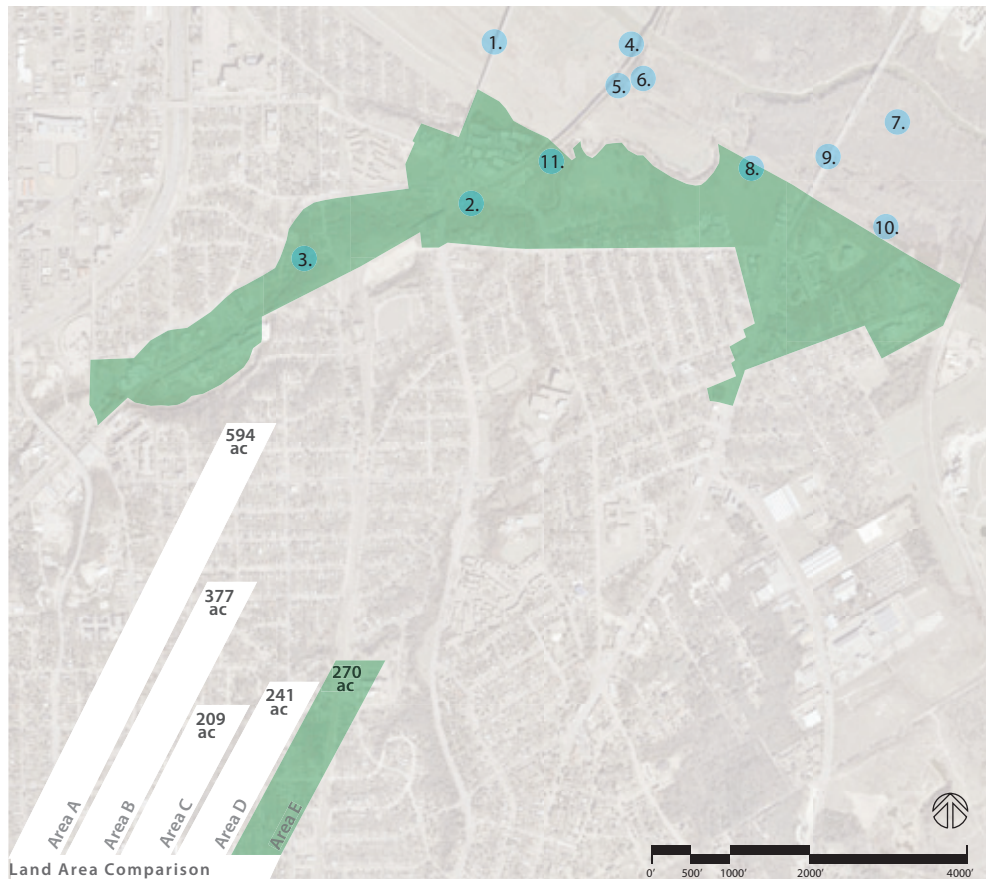 1.
4.
5.
6.
7.
9.
11.
8.
2.
10.
3.
594
ac
377
ac
270
ac
241
ac
209
ac
Area A
Area B
Area C
Area D
Area E
Land Area Comparison
0'
500'
1000'
2000'
4000'